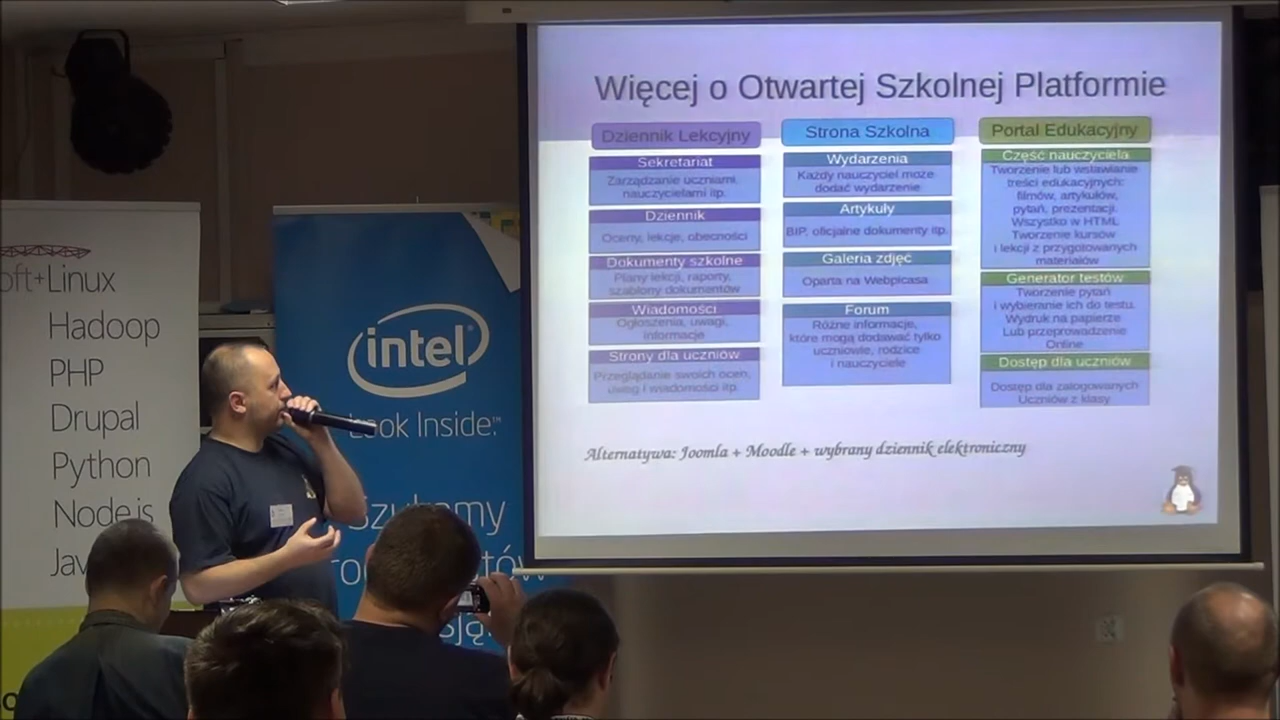 Więcej o Otwartej Szkolnej Platformie
Dziennik Lekcyjny
Sekretariat
Zarządzanie uczniami,
nauczycielami itp.
Dziennik
Oceny, lekcje, obecności
Dokumenty szkolne
Plany lekcji, raporty,
szablony dokumentów
Wiadomości
Ogłoszenia, uwagi,
informacje
Strony dla uczniów
Przeglądanie swoich ocen,
uwag i wiadomości itp.
Strona Szkolna
Wydarzenia
Każdy nauczyciel może
dodać wydarzenie
Artykuły
BIP, oficjalne dokumenty itp.
Galeria zdjęć
Oparta na Webpicasa
Forum
Różne informacje,
które mogą dodawać tylko
uczniowie, rodzice
i nauczyciele
Portal Edukacyjny
Część nauczyciela
Tworzenie lub wstawianie
treści edukacyjnych:
filmów, artykułów,
pytań, prezentacji.
Wszystko w HTML
Tworzenie kursów
i lekcji z przygotowanych
materiałów
Generator testów
Tworzenie pytań
i wybieranie ich do testu.
Wydruk na papierze
Lub przeprowadzenie
Online
Dostęp dla uczniów
Dostęp dla zalogowanych
Uczniów z klasy
Alternatywa: Joomla + Moodle + wybrany dziennik elektroniczny
oft+Linux
Hadoop
PHP
Drupal
Python
Node.js
Jav
intel
Look Inside.™
Szukamy